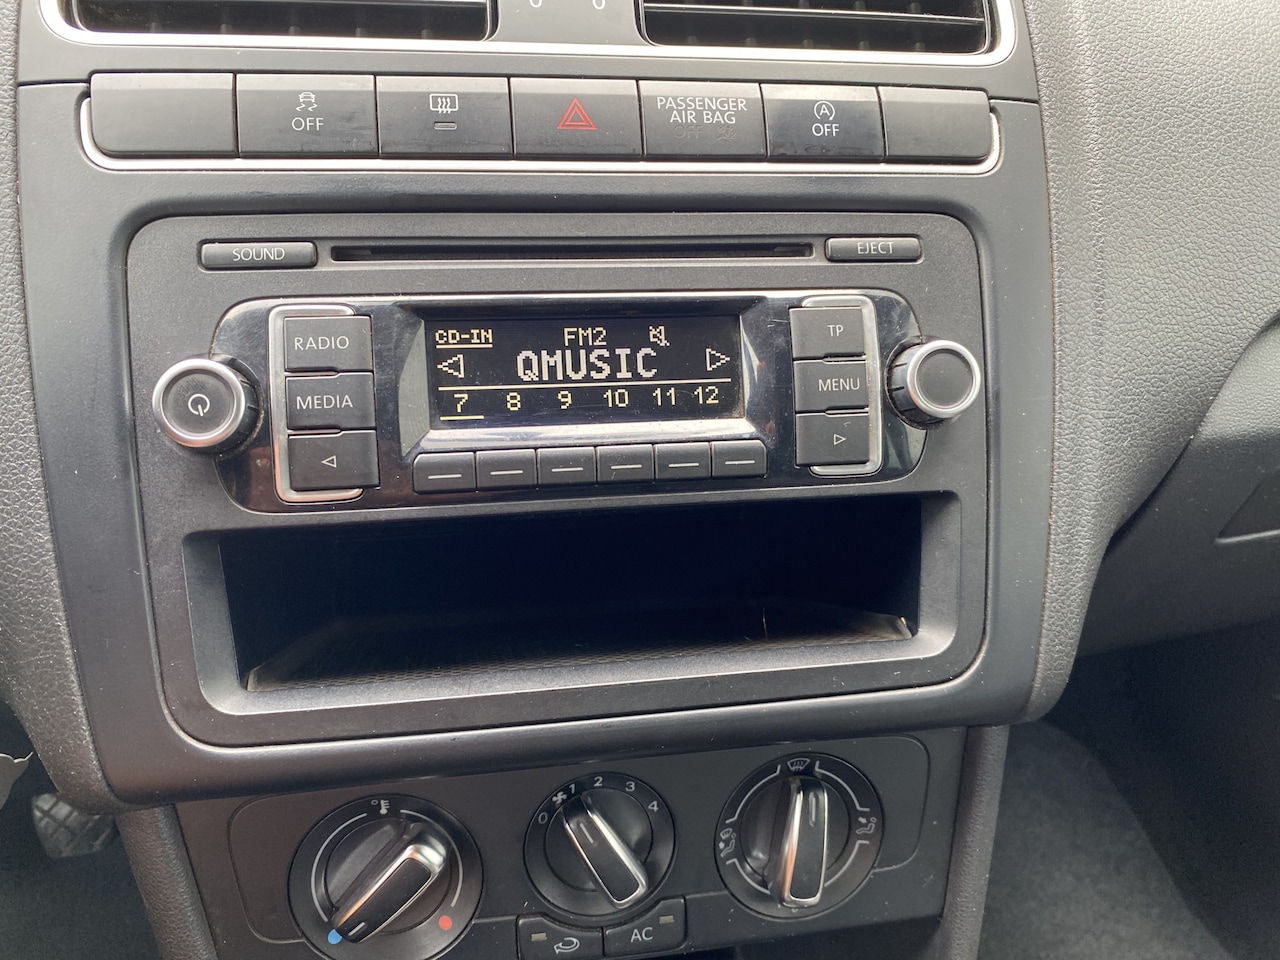 OFF
PASSENGER
AIR BAG
OFF
OFF
SOUND
EJECT
RADIO
MEDIA
CD-IN FM2
QMUSIC
7 8 9 10 11 12
TP
MENU
0 1 2 3 4
AC